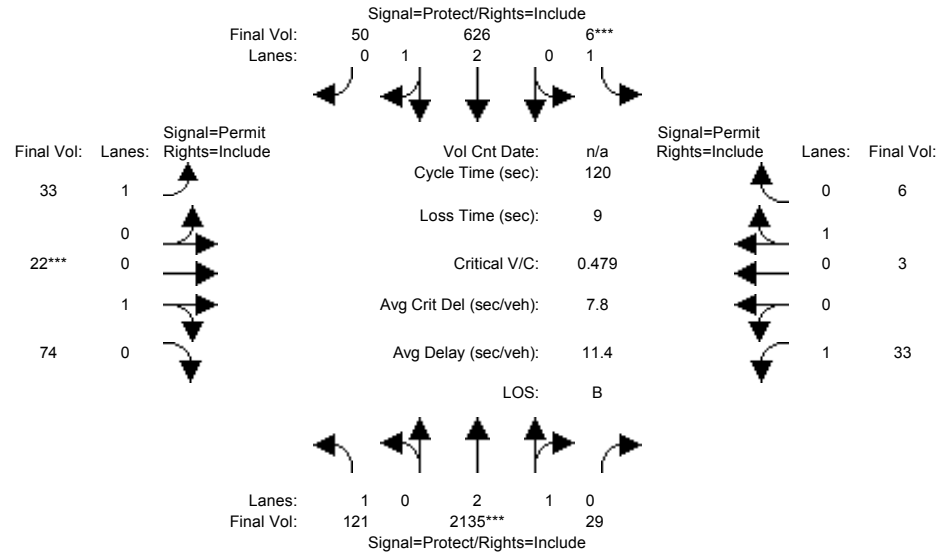 Signal=Protect/Rights=Include
Final Vol: 50 626 6***
Lanes: 0 1 2 0 1
Signal=Permit Signal=Permit
Final Vol: Lanes: Rights=Include Vol Cnt Date: n/a Rights=Include Lanes: Final Vol:
Cycle Time (sec): 120
33 1 0 6
Loss Time (sec): 9
0 1
22*** 0 Critical V/C: 0.479 0 3
1 Avg Crit Del (sec/veh): 7.8 0
74 0 Avg Delay (sec/veh): 11.4 1 33
LOS: B
Lanes: 1 0 2 1 0
Final Vol: 121 2135*** 29
Signal=Protect/Rights=Include